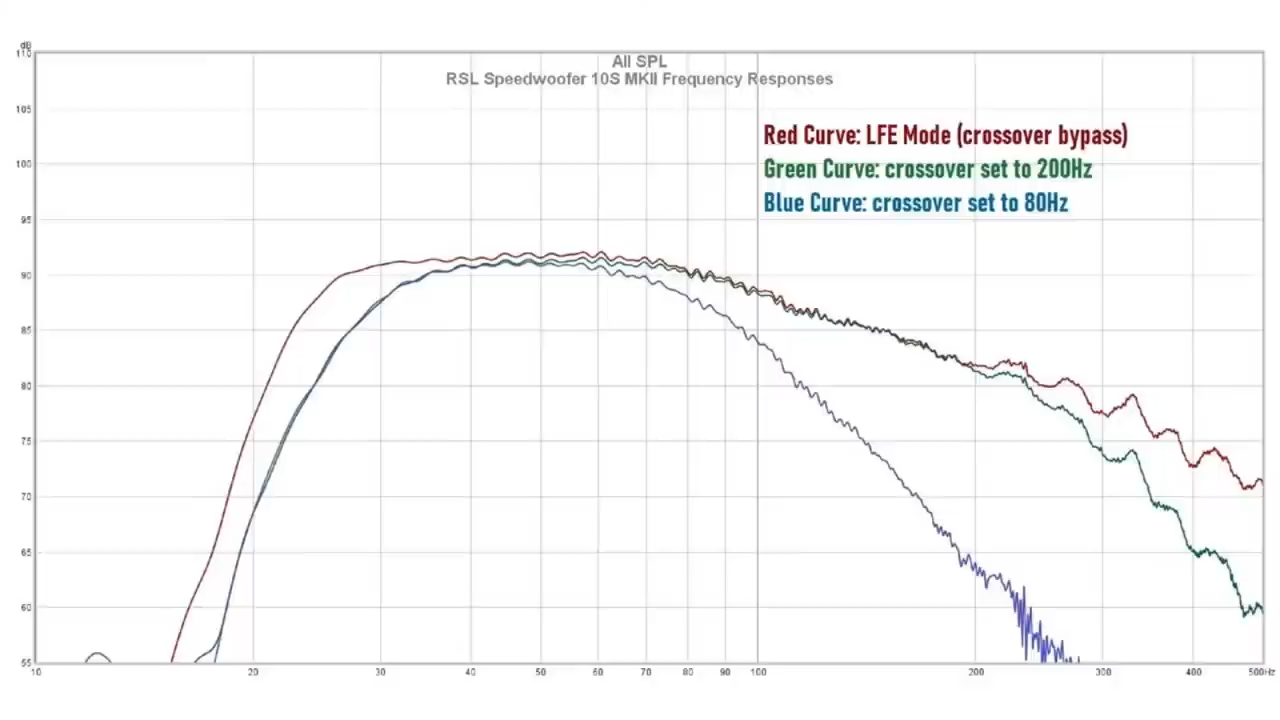 dB
All SPL
RSL Speedwoofer 10S MKII Frequency Responses
Red Curve: LFE Mode (crossover bypass)
Green Curve: crossover set to 200Hz
Blue Curve: crossover set to 80Hz
110
105
100
95
90
85
80
75
70
65
60
55
10 20 30 40 50 60 70 80 90 100 200 300 400 500Hz